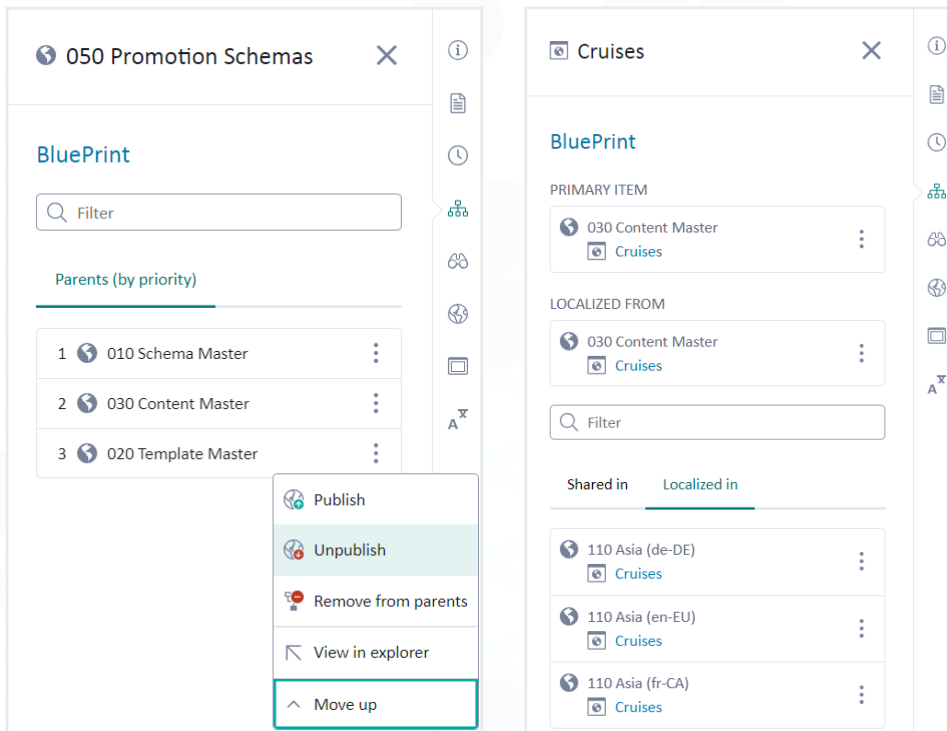 050 Promotion Schemas
BluePrint
Filter
Parents (by priority)
1 010 Schema Master
2 030 Content Master
3 020 Template Master
Publish
Unpublish
Remove from parents
View in explorer
Move up
Cruises
BluePrint
PRIMARY ITEM
030 Content Master
Cruises
LOCALIZED FROM
030 Content Master
Cruises
Filter
Shared in Localized in
110 Asia (de-DE)
Cruises
110 Asia (en-EU)
Cruises
110 Asia (fr-CA)
Cruises